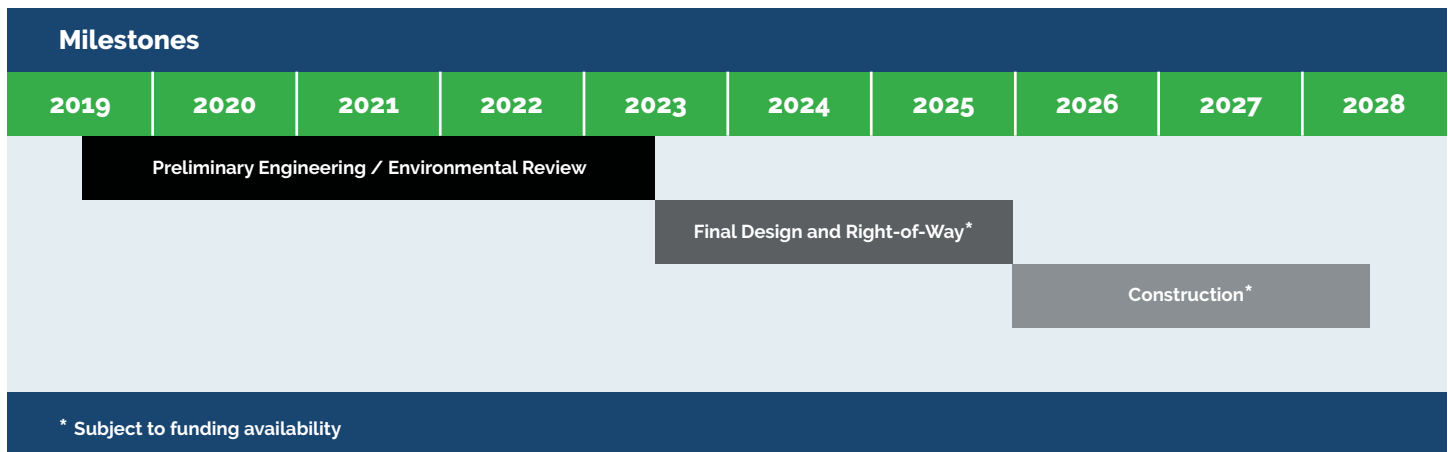 Milestones
2019 2020 2021 2022 2023 2024 2025 2026 2027 2028
Preliminary Engineering / Environmental Review
Final Design and Right-of-Way*
Construction*
* Subject to funding availability